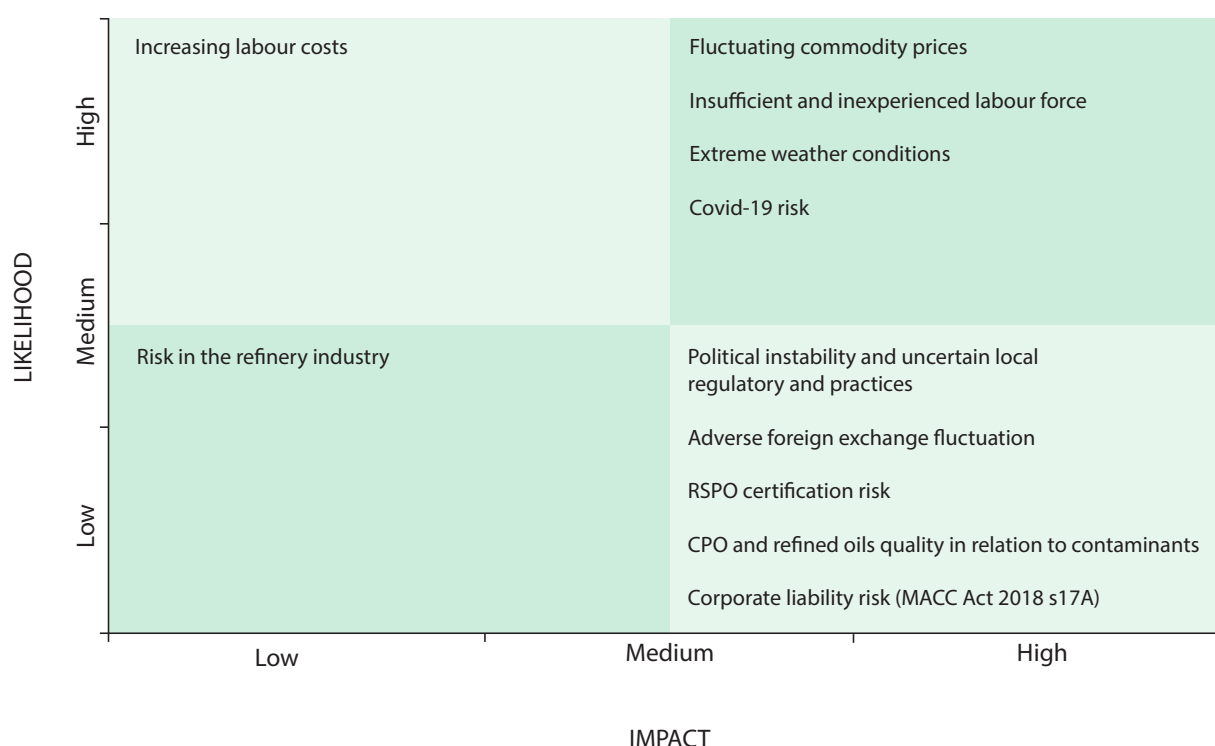 LIKELIHOOD
High
Medium
Low
Increasing labour costs
Fluctuating commodity prices
Insufficient and inexperienced labour force
Extreme weather conditions
Covid-19 risk
Risk in the refinery industry
Political instability and uncertain local
regulatory and practices
Adverse foreign exchange fluctuation
RSPO certification risk
CPO and refined oils quality in relation to contaminants
Corporate liability risk (MACC Act 2018 s17A)
Low
Medium
High
IMPACT